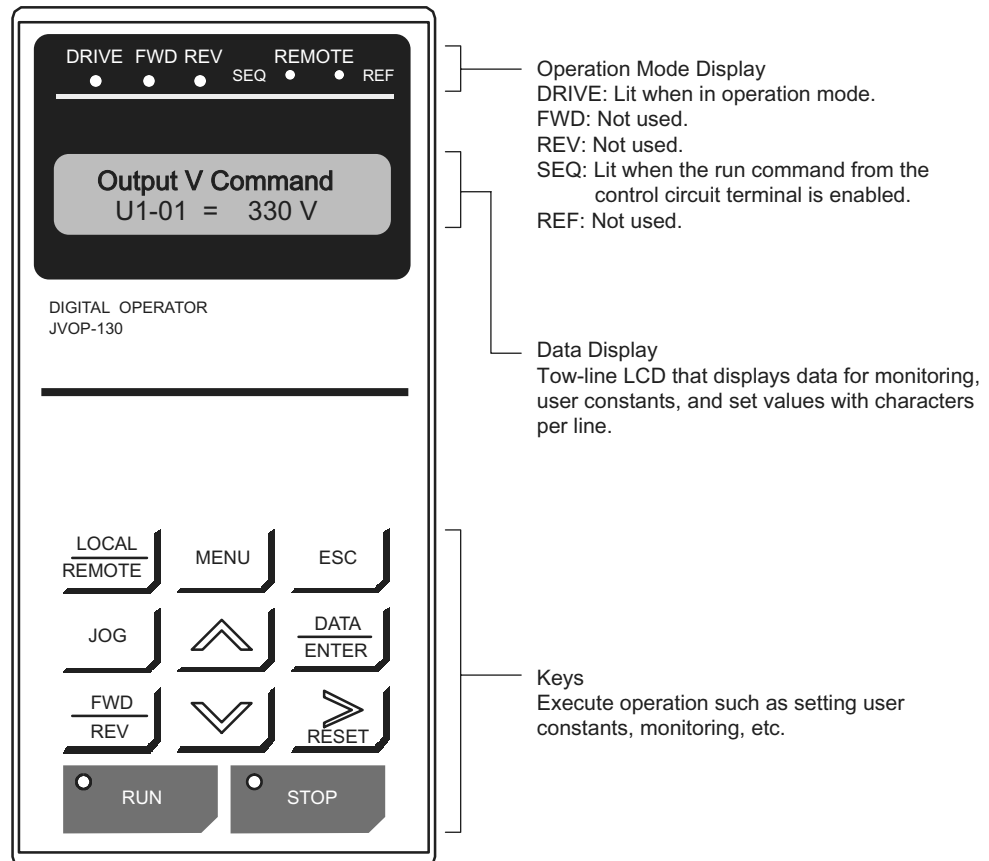 DRIVE FWD REV REMOTE
SEQ REF
Output V Command
U1-01 = 330 V
DIGITAL OPERATOR
JVOP-130
LOCAL
REMOTE
MENU
ESC
JOG
DATA
ENTER
FWD
REV
RESET
RUN
STOP
Operation Mode Display
DRIVE: Lit when in operation mode.
FWD: Not used.
REV: Not used.
SEQ: Lit when the run command from the
control circuit terminal is enabled.
REF: Not used.
Data Display
Tow-line LCD that displays data for monitoring,
user constants, and set values with characters
per line.
Keys
Execute operation such as setting user
constants, monitoring, etc.